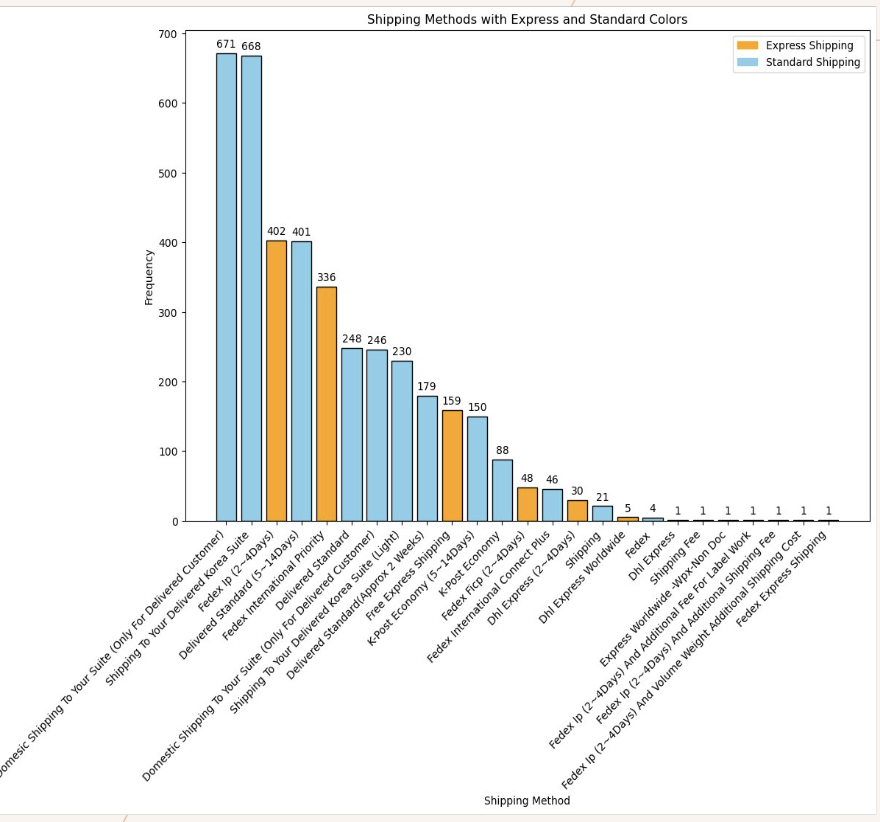 Shipping Methods with Express and Standard Colors
Express Shipping
Standard Shipping
Frequency
700
600
500
400
300
200
100
0
671
668
402
401
336
248
246
230
179
159
150
88
48
46
30
21
5
4
1
1
1
1
1
1
1
Domesic Shipping To Your Suite (Only For Delivered Customer)
Shipping To Your Delivered Korea Suite
Fedex Ip (2~4Days)
Delivered Standard (5~14Days)
Fedex International Priority
Delivered Standard
Domestic Shipping To Your Suite (Only For Delivered Customer)
Shipping To Your Delivered Korea Suite (Light)
Delivered Standard(Approx 2 Weeks)
Free Express Shipping
K-Post Economy (5~14Days)
K-Post Economy
Fedex Ficp (2~4Days)
Fedex International Connect Plus
Dhl Express (2~4Days)
Shipping
Dhl Express Worldwide
Fedex
Dhl Express
Shipping Fee
Express Worldwide -Wpx-Non Doc
Fedex Ip (2~4Days) And Additional Fee For Label Work
Fedex Ip (2~4Days) And Additional Shipping Fee
Fedex Ip (2~4Days) And Volume Weight Additional Shipping Cost
Fedex Express Shipping
Shipping Method